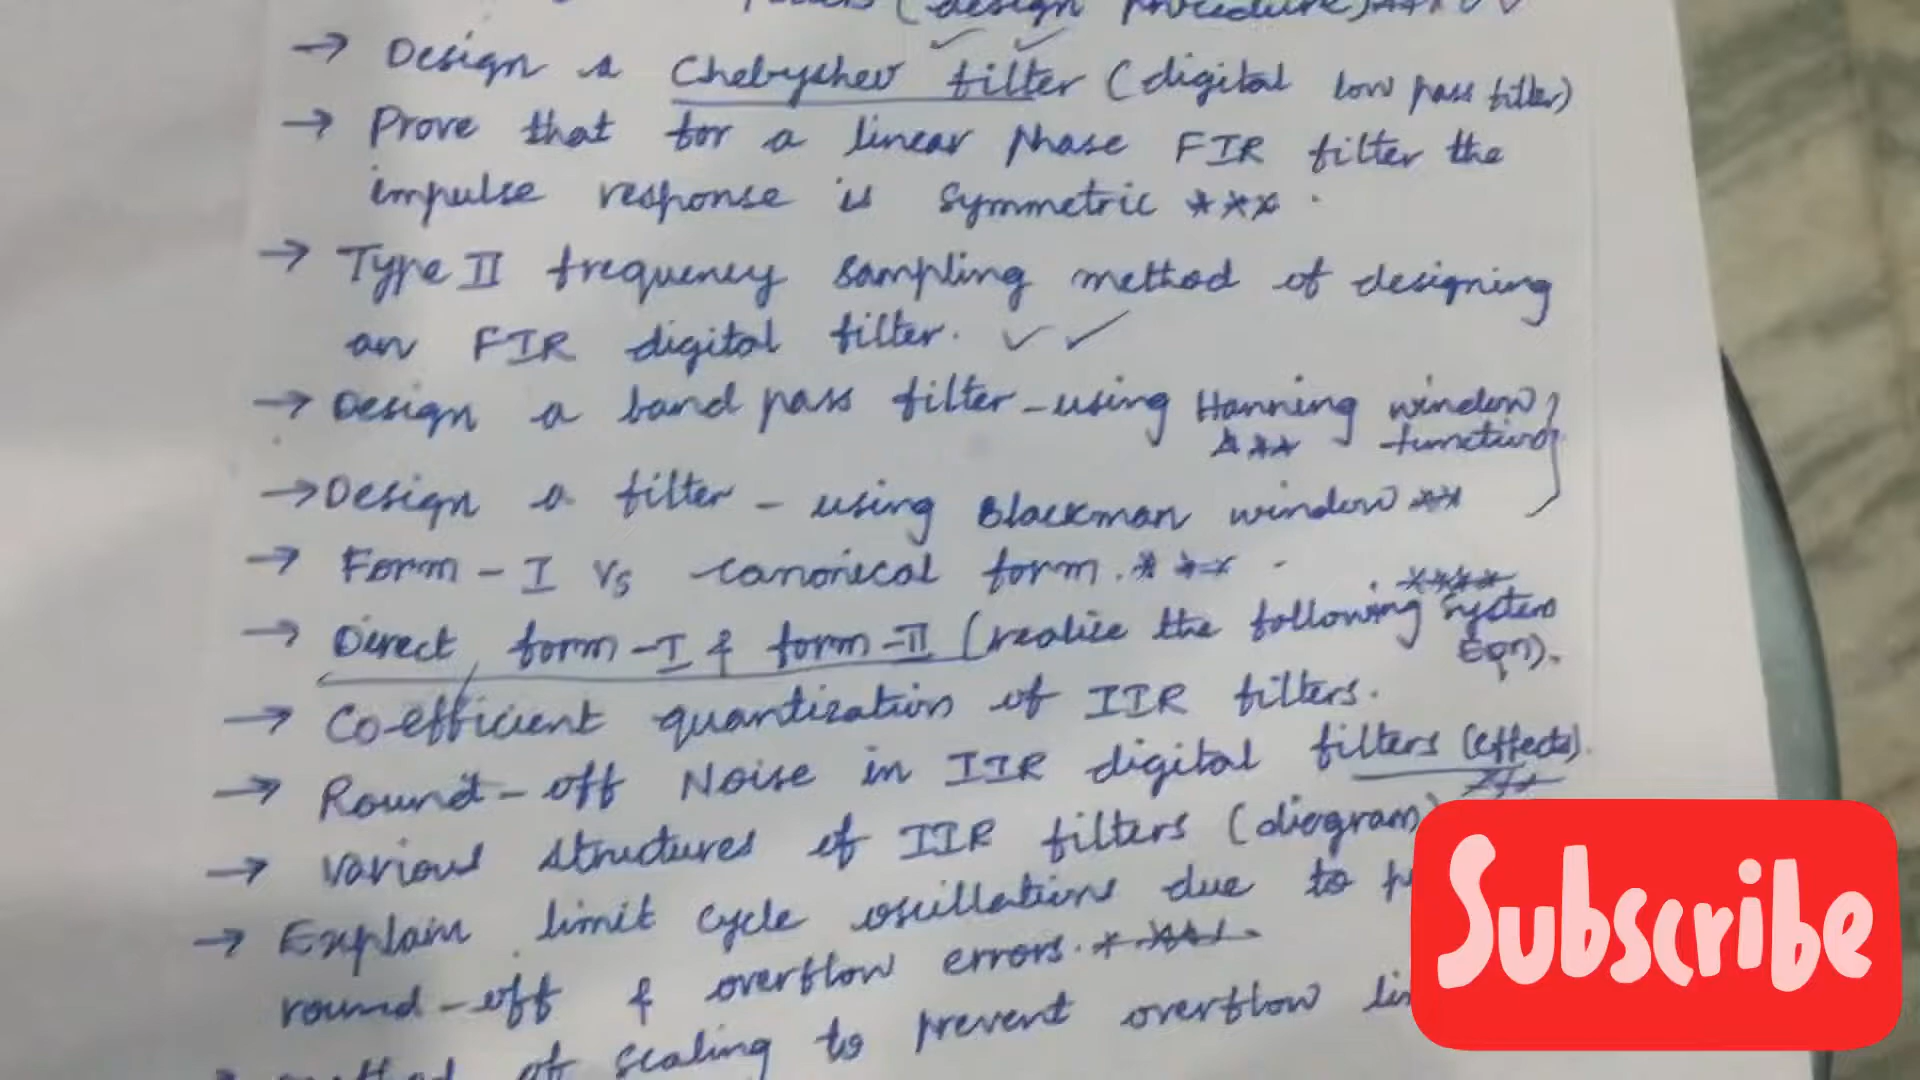 (design procedure)
→ Design a Chebyshev filter (digital low pass filter)
→ Prove that for a linear phase FIR filter the
impulse response is symmetric ***.
→ Type II frequency sampling method of designing
an FIR digital filter. ✓✓
→ Design a band pass filter - using Hanning window
*** function
→ Design a filter - using Blackman window **
→ Form - I Vs canonical form. ***
****
→ Direct form -I & form -II (realize the following system
Eqn).
→ Co-efficient quantization of IIR filters.
→ Round-off Noise in IIR digital filters (effects).
→ Various structures of IIR filters (diagram)
→ Explain limit cycle oscillations due to
round-off & overflow errors.
of scaling to prevent overflow
Subscribe